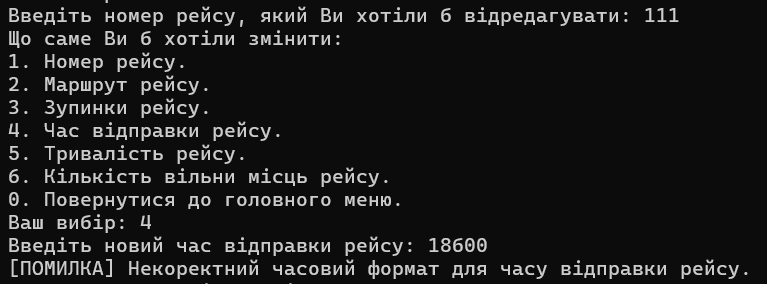 Введіть номер рейсу, який Ви хотіли б відредагувати: 111
Що саме Ви б хотіли змінити:
1. Номер рейсу.
2. Маршрут рейсу.
3. Зупинки рейсу.
4. Час відправки рейсу.
5. Тривалість рейсу.
6. Кількість вільни місць рейсу.
0. Повернутися до головного меню.
Ваш вибір: 4
Введіть новий час відправки рейсу: 18600
[ПОМИЛКА] Некоректний часовий формат для часу відправки рейсу.